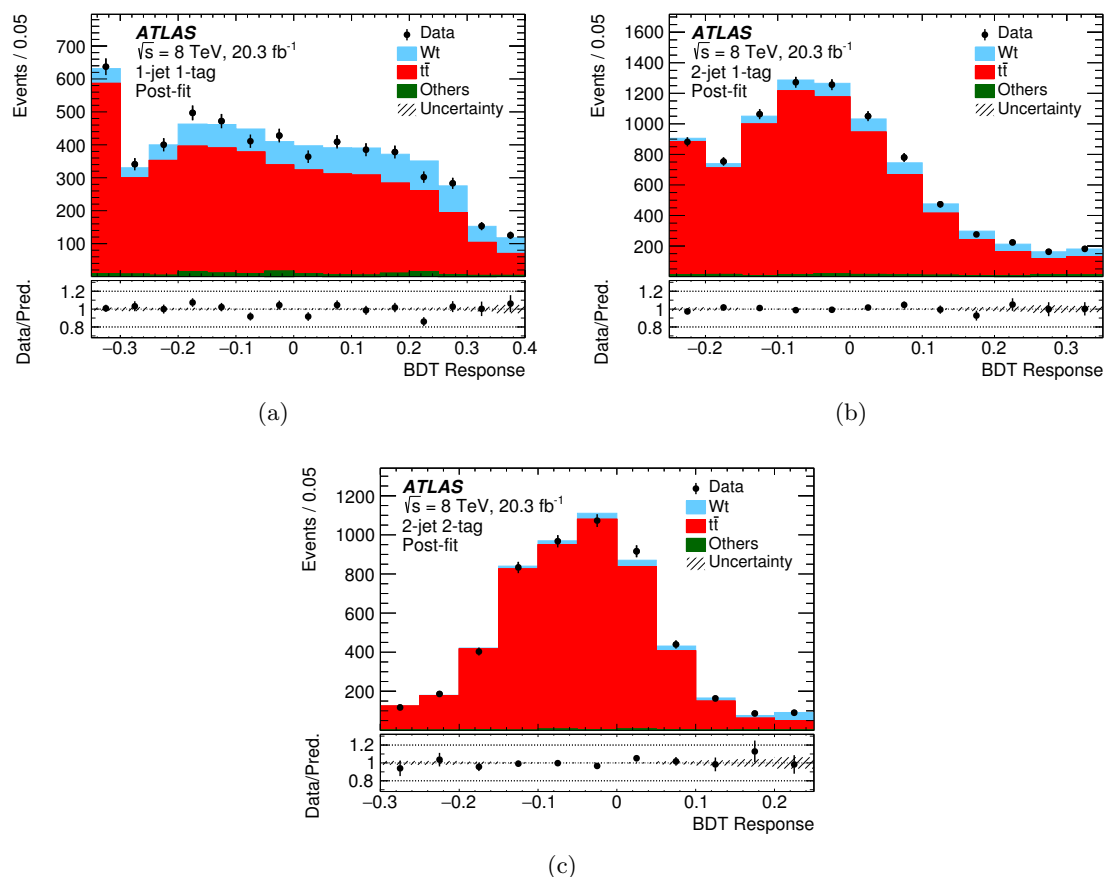 ATLAS
√s = 8 TeV, 20.3 fb⁻¹
1-jet 1-tag
Post-fit
Data
Wt
tt̄
Others
Uncertainty
Events / 0.05
700
600
500
400
300
200
100
Data/Pred.
1.2
1
0.8
−0.3 −0.2 −0.1 0 0.1 0.2 0.3 0.4
BDT Response
(a)
ATLAS
√s = 8 TeV, 20.3 fb⁻¹
2-jet 1-tag
Post-fit
Data
Wt
tt̄
Others
Uncertainty
Events / 0.05
1600
1400
1200
1000
800
600
400
200
Data/Pred.
1.2
1
0.8
−0.2 −0.1 0 0.1 0.2 0.3
BDT Response
(b)
ATLAS
√s = 8 TeV, 20.3 fb⁻¹
2-jet 2-tag
Post-fit
Data
Wt
tt̄
Others
Uncertainty
Events / 0.05
1200
1000
800
600
400
200
Data/Pred.
1.2
1
0.8
−0.3 −0.2 −0.1 0 0.1 0.2
BDT Response
(c)